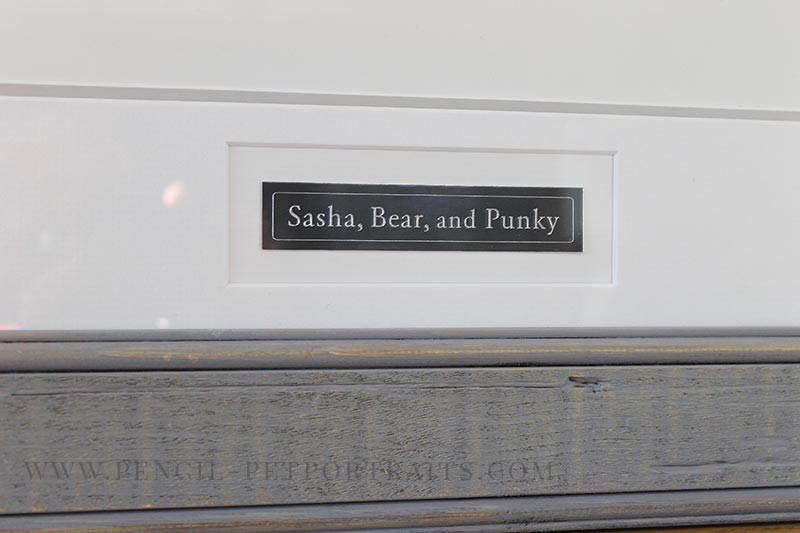 Sasha, Bear, and Punky
WWW.PENCIL-PETPORTRAITS.COM